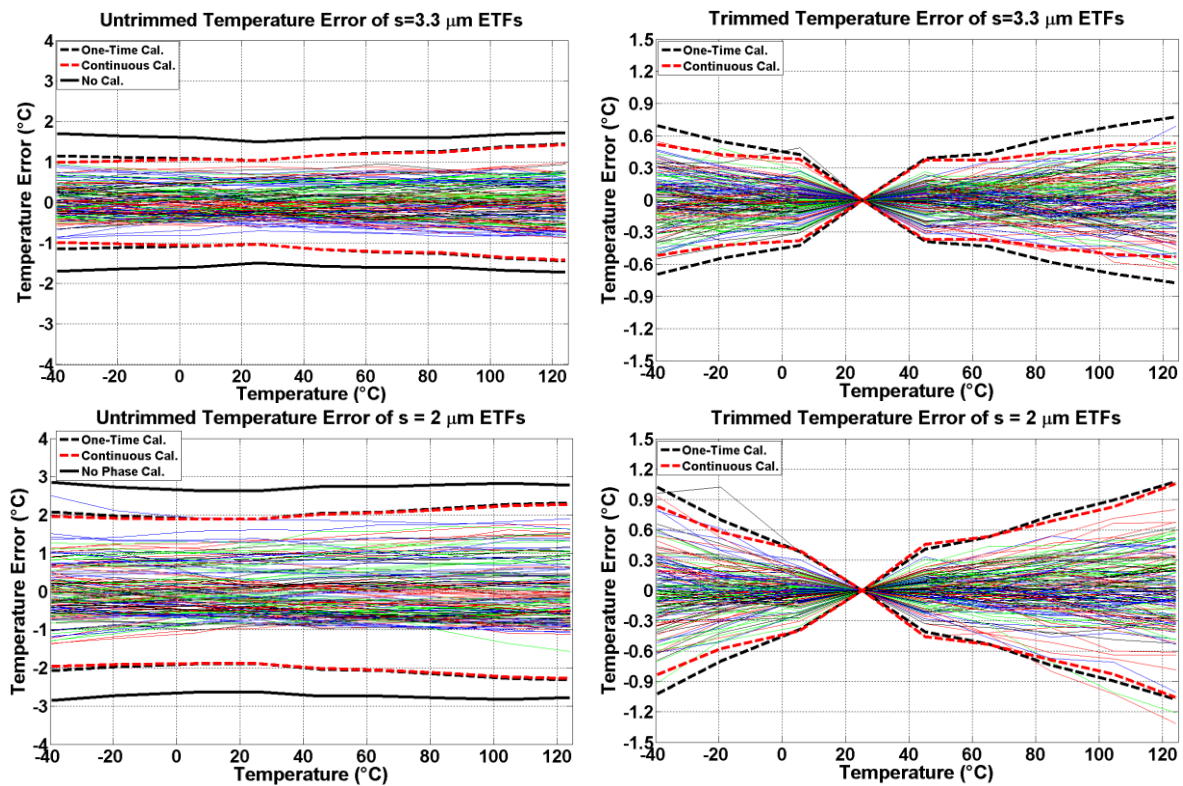 Untrimmed Temperature Error of s=3.3 μm ETFs
4
3
2
1
0
-1
-2
-3
-4
Temperature Error (°C)
One-Time Cal.
Continuous Cal.
No Cal.
-40 -20 0 20 40 60 80 100 120
Temperature (°C)
Trimmed Temperature Error of s=3.3 μm ETFs
1.5
1.2
0.9
0.6
0.3
0
-0.3
-0.6
-0.9
-1.2
-1.5
Temperature Error (°C)
One-Time Cal.
Continuous Cal.
-40 -20 0 20 40 60 80 100 120
Temperature (°C)
Untrimmed Temperature Error of s = 2 μm ETFs
4
3
2
1
0
-1
-2
-3
-4
Temperature Error (°C)
One-Time Cal.
Continuous Cal.
No Phase Cal.
-40 -20 0 20 40 60 80 100 120
Temperature (°C)
Trimmed Temperature Error of s = 2 μm ETFs
1.5
1.2
0.9
0.6
0.3
0
-0.3
-0.6
-0.9
-1.2
-1.5
Temperature Error (°C)
One-Time Cal.
Continuous Cal.
-40 -20 0 20 40 60 80 100 120
Temperature (°C)